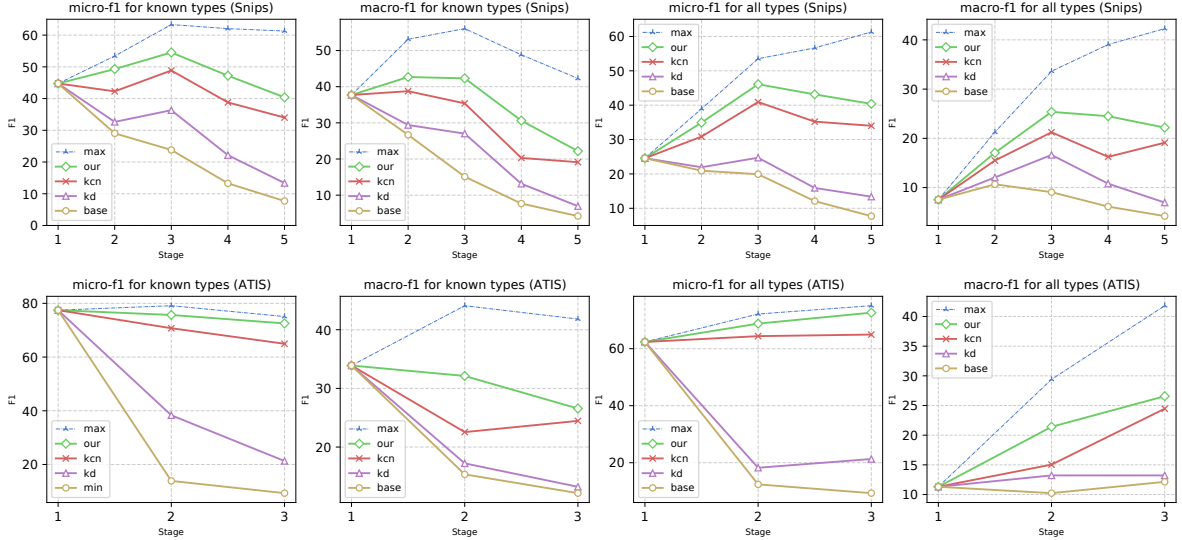 micro-f1 for known types (Snips)
F1
60
50
40
30
20
10
0
max
our
kcn
kd
base
1 2 3 4 5
Stage
macro-f1 for known types (Snips)
F1
50
40
30
20
10
max
our
kcn
kd
base
1 2 3 4 5
Stage
micro-f1 for all types (Snips)
F1
60
50
40
30
20
10
max
our
kcn
kd
base
1 2 3 4 5
Stage
macro-f1 for all types (Snips)
F1
40
30
20
10
max
our
kcn
kd
base
1 2 3 4 5
Stage
micro-f1 for known types (ATIS)
F1
80
60
40
20
max
our
kcn
kd
min
1 2 3
Stage
macro-f1 for known types (ATIS)
F1
40
30
20
max
our
kcn
kd
base
1 2 3
Stage
micro-f1 for all types (ATIS)
F1
60
40
20
max
our
kcn
kd
base
1 2 3
Stage
macro-f1 for all types (ATIS)
F1
40
35
30
25
20
15
10
max
our
kcn
kd
base
1 2 3
Stage